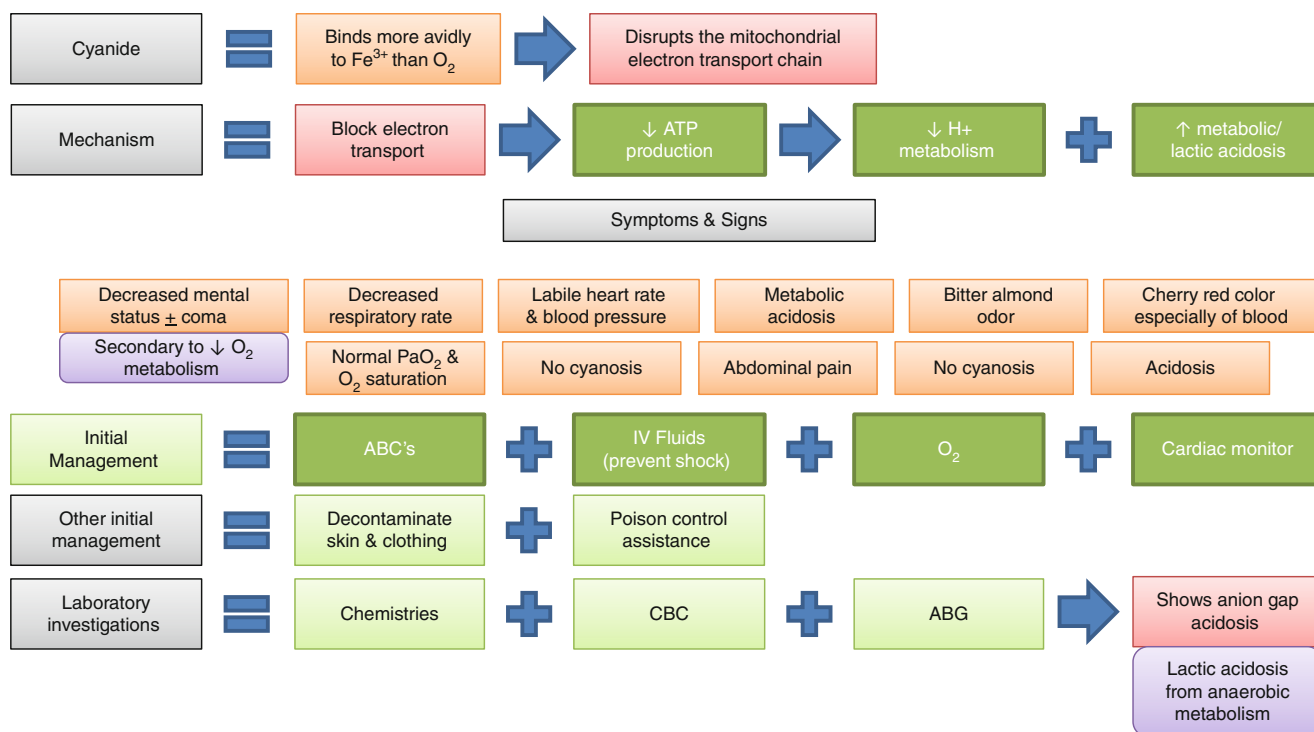 Cyanide
Binds more avidly
to Fe³⁺ than O₂
Disrupts the mitochondrial
electron transport chain
Mechanism
Block electron
transport
↓ ATP
production
↓ H+
metabolism
↑ metabolic/
lactic acidosis
Symptoms & Signs
Decreased mental
status ± coma
Decreased
respiratory rate
Labile heart rate
& blood pressure
Metabolic
acidosis
Bitter almond
odor
Cherry red color
especially of blood
Secondary to ↓ O₂
metabolism
Normal PaO₂ &
O₂ saturation
No cyanosis
Abdominal pain
No cyanosis
Acidosis
Initial
Management
ABC's
IV Fluids
(prevent shock)
O₂
Cardiac monitor
Other initial
management
Decontaminate
skin & clothing
Poison control
assistance
Laboratory
investigations
Chemistries
CBC
ABG
Shows anion gap
acidosis
Lactic acidosis
from anaerobic
metabolism